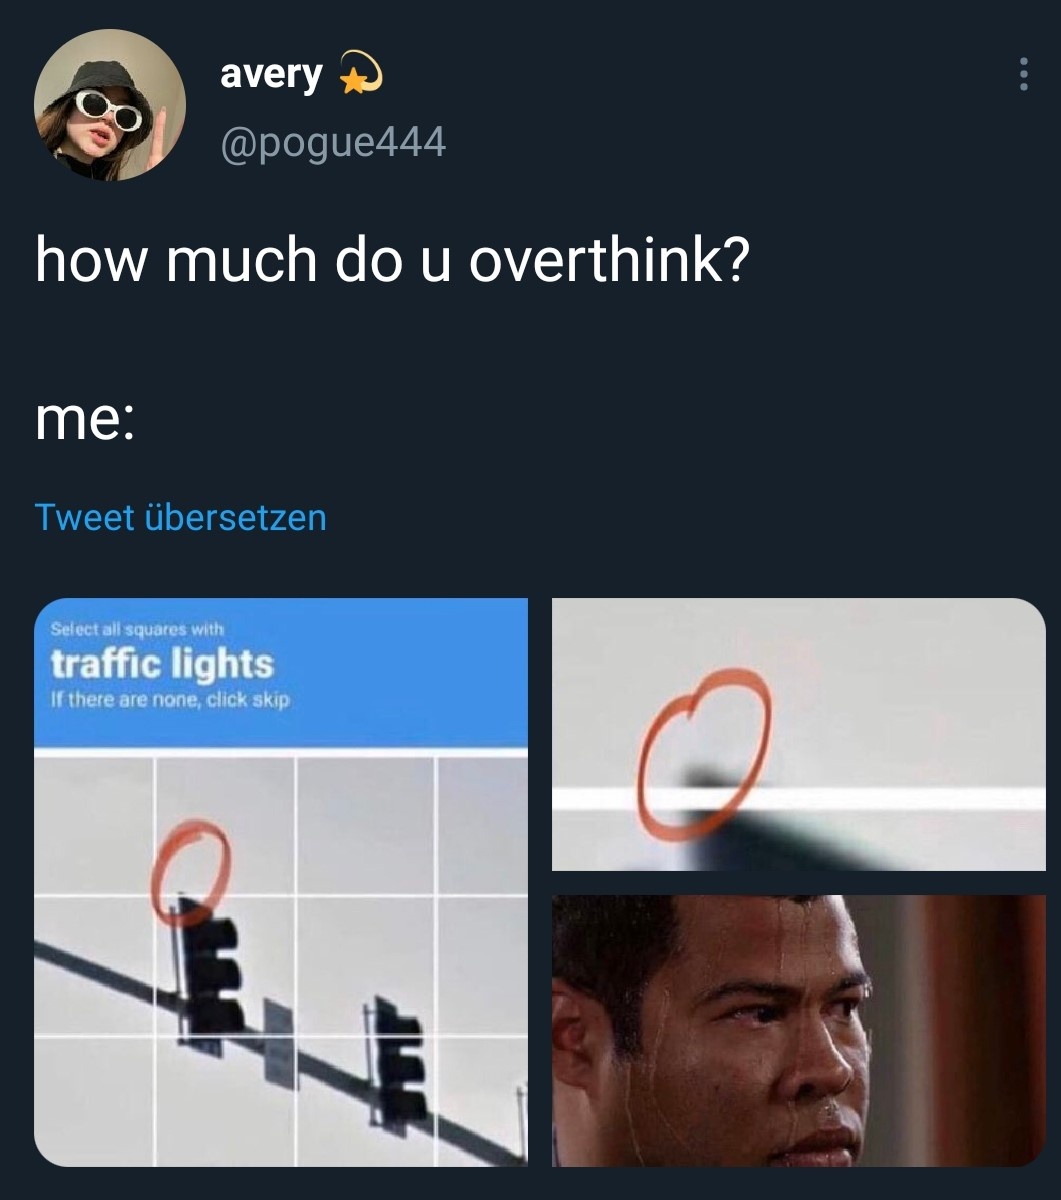 avery 💫
@pogue444
how much do u overthink?
me:
Tweet übersetzen
Select all squares with
traffic lights
If there are none, click skip